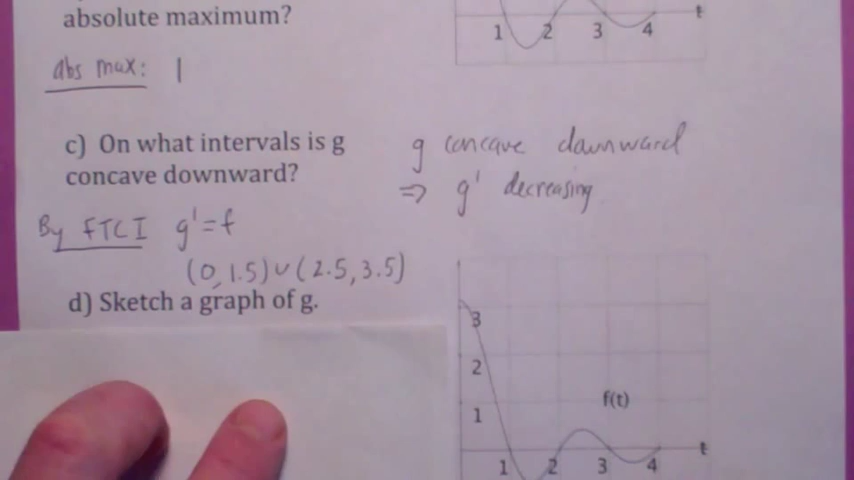 absolute maximum?
1 2 3 4 t
abs max: 1
c) On what intervals is g
concave downward?
g concave downward
⇒ g' decreasing
By FTCI g'=f
(0,1.5)∪(2.5,3.5)
d) Sketch a graph of g.
3
2
1
f(t)
1 2 3 4 t